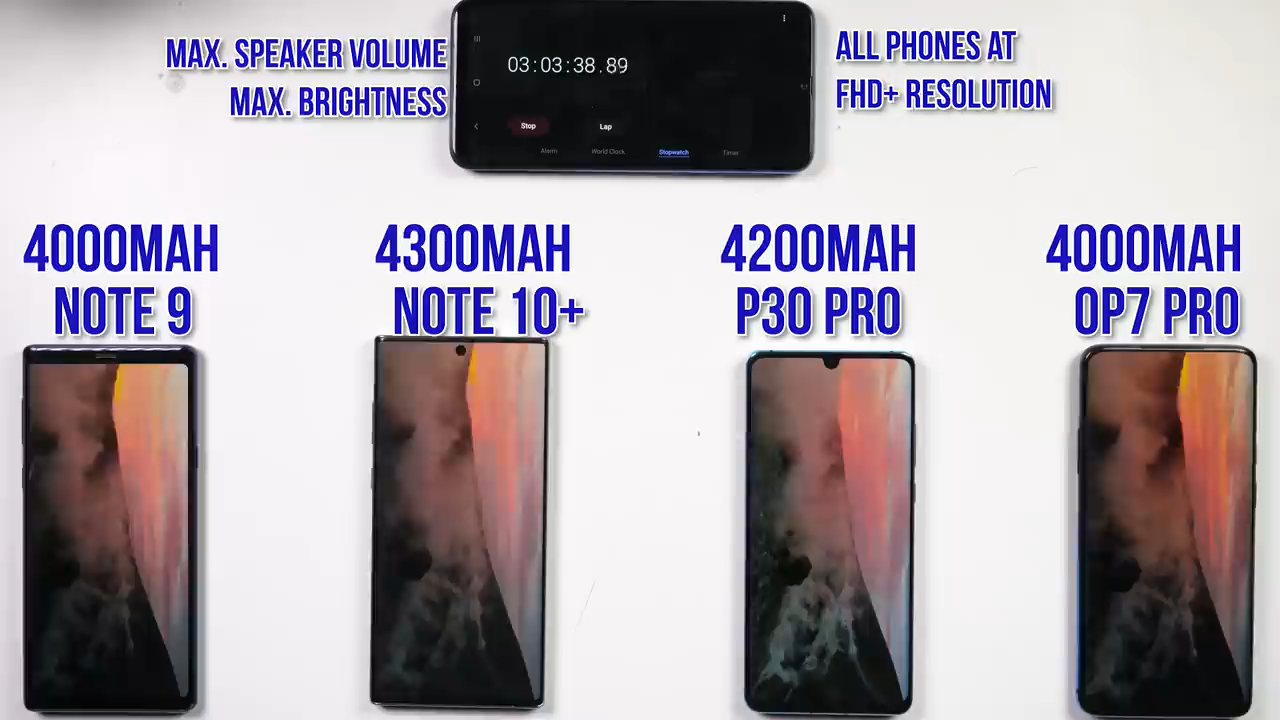 MAX. SPEAKER VOLUME
MAX. BRIGHTNESS
03:03:38.89
Stop Lap
Alarm World Clock Stopwatch Timer
ALL PHONES AT
FHD+ RESOLUTION
4000MAH
NOTE 9
4300MAH
NOTE 10+
4200MAH
P30 PRO
4000MAH
OP7 PRO